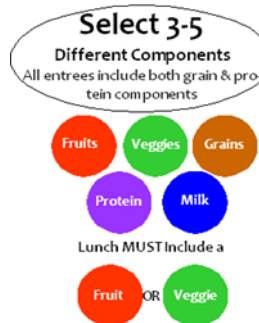 Select 3-5
Different Components
All entrees include both grain & pro-
tein components
Fruits Veggies Grains
Protein Milk
Lunch MUST Include a
Fruit OR Veggie